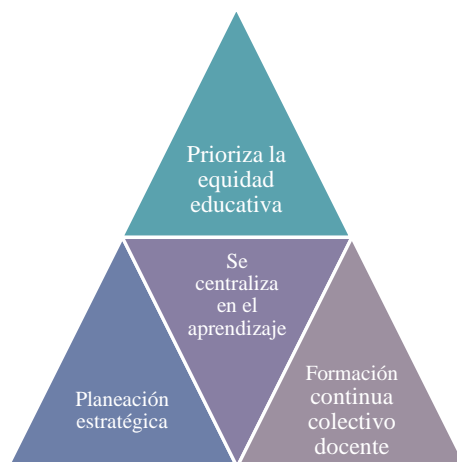 Prioriza la
equidad
educativa
Se
centraliza
en el
aprendizaje
Planeación
estratégica
Formación
continua
colectivo
docente